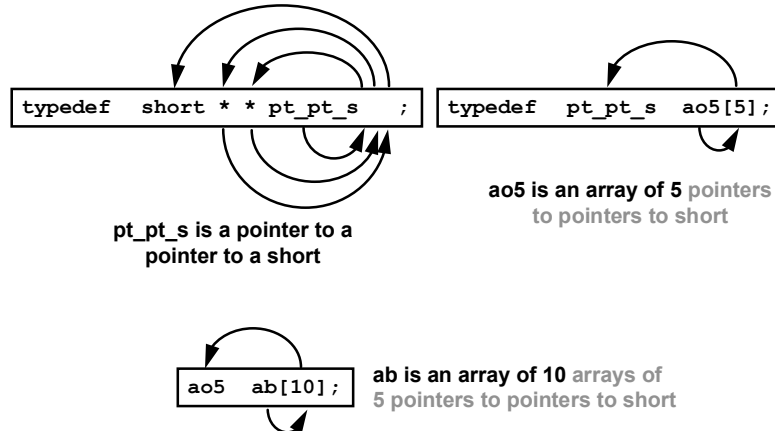 typedef short * * pt_pt_s ;
typedef pt_pt_s ao5[5];
pt_pt_s is a pointer to a
pointer to a short
ao5 is an array of 5 pointers
to pointers to short
ao5 ab[10];
ab is an array of 10 arrays of
5 pointers to pointers to short